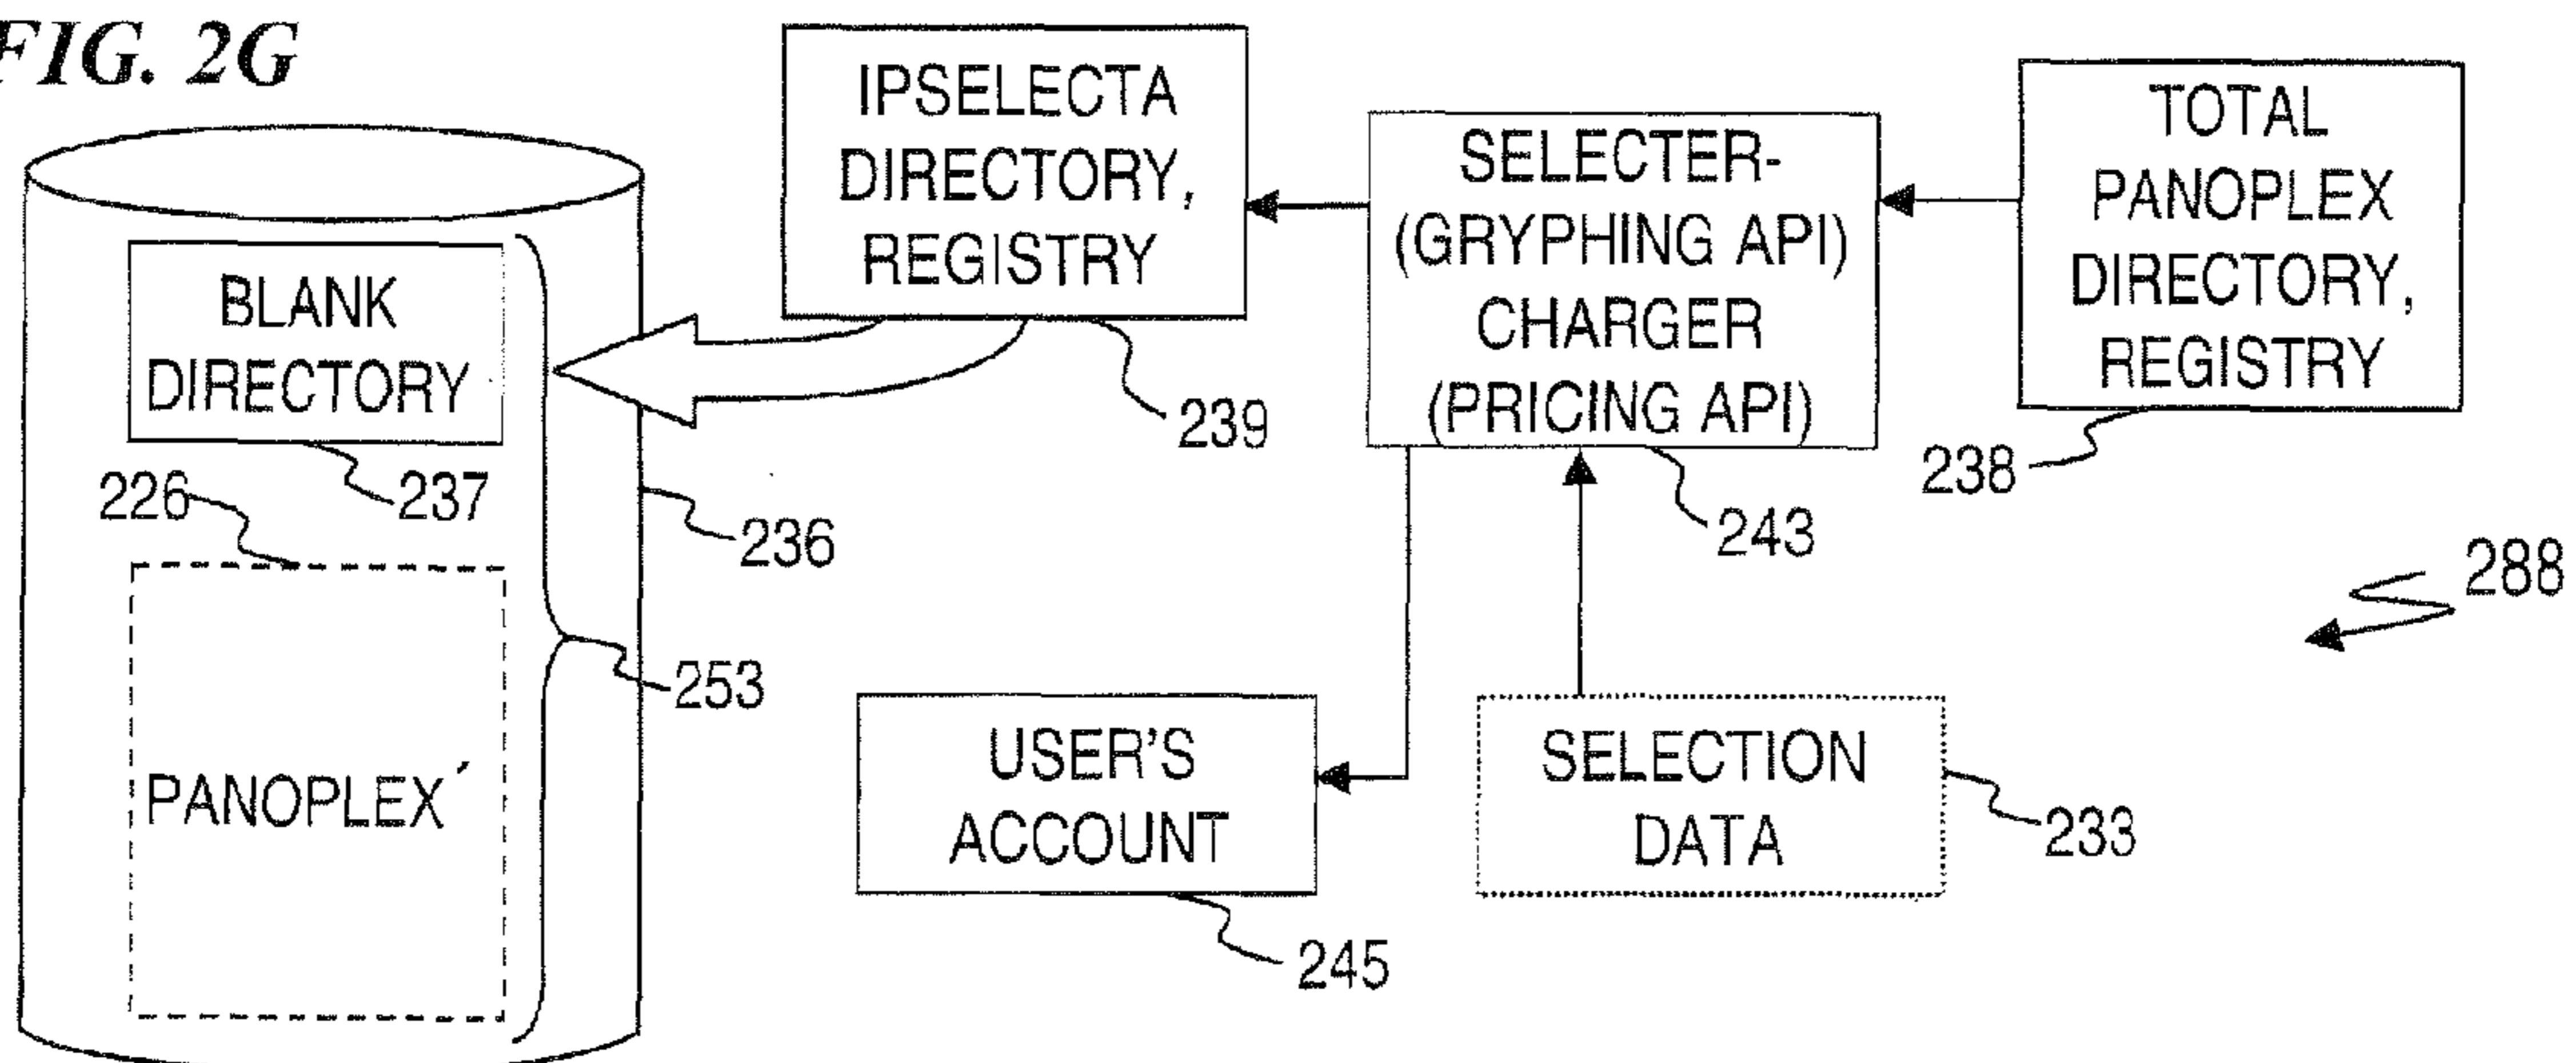 FIG. 2G
BLANK
DIRECTORY
237
226
PANOPLEX´
236
253
IPSELECTA
DIRECTORY,
REGISTRY
239
SELECTER-
(GRYPHING API)
CHARGER
(PRICING API)
243
TOTAL
PANOPLEX
DIRECTORY,
REGISTRY
238
288
USER'S
ACCOUNT
245
SELECTION
DATA
233